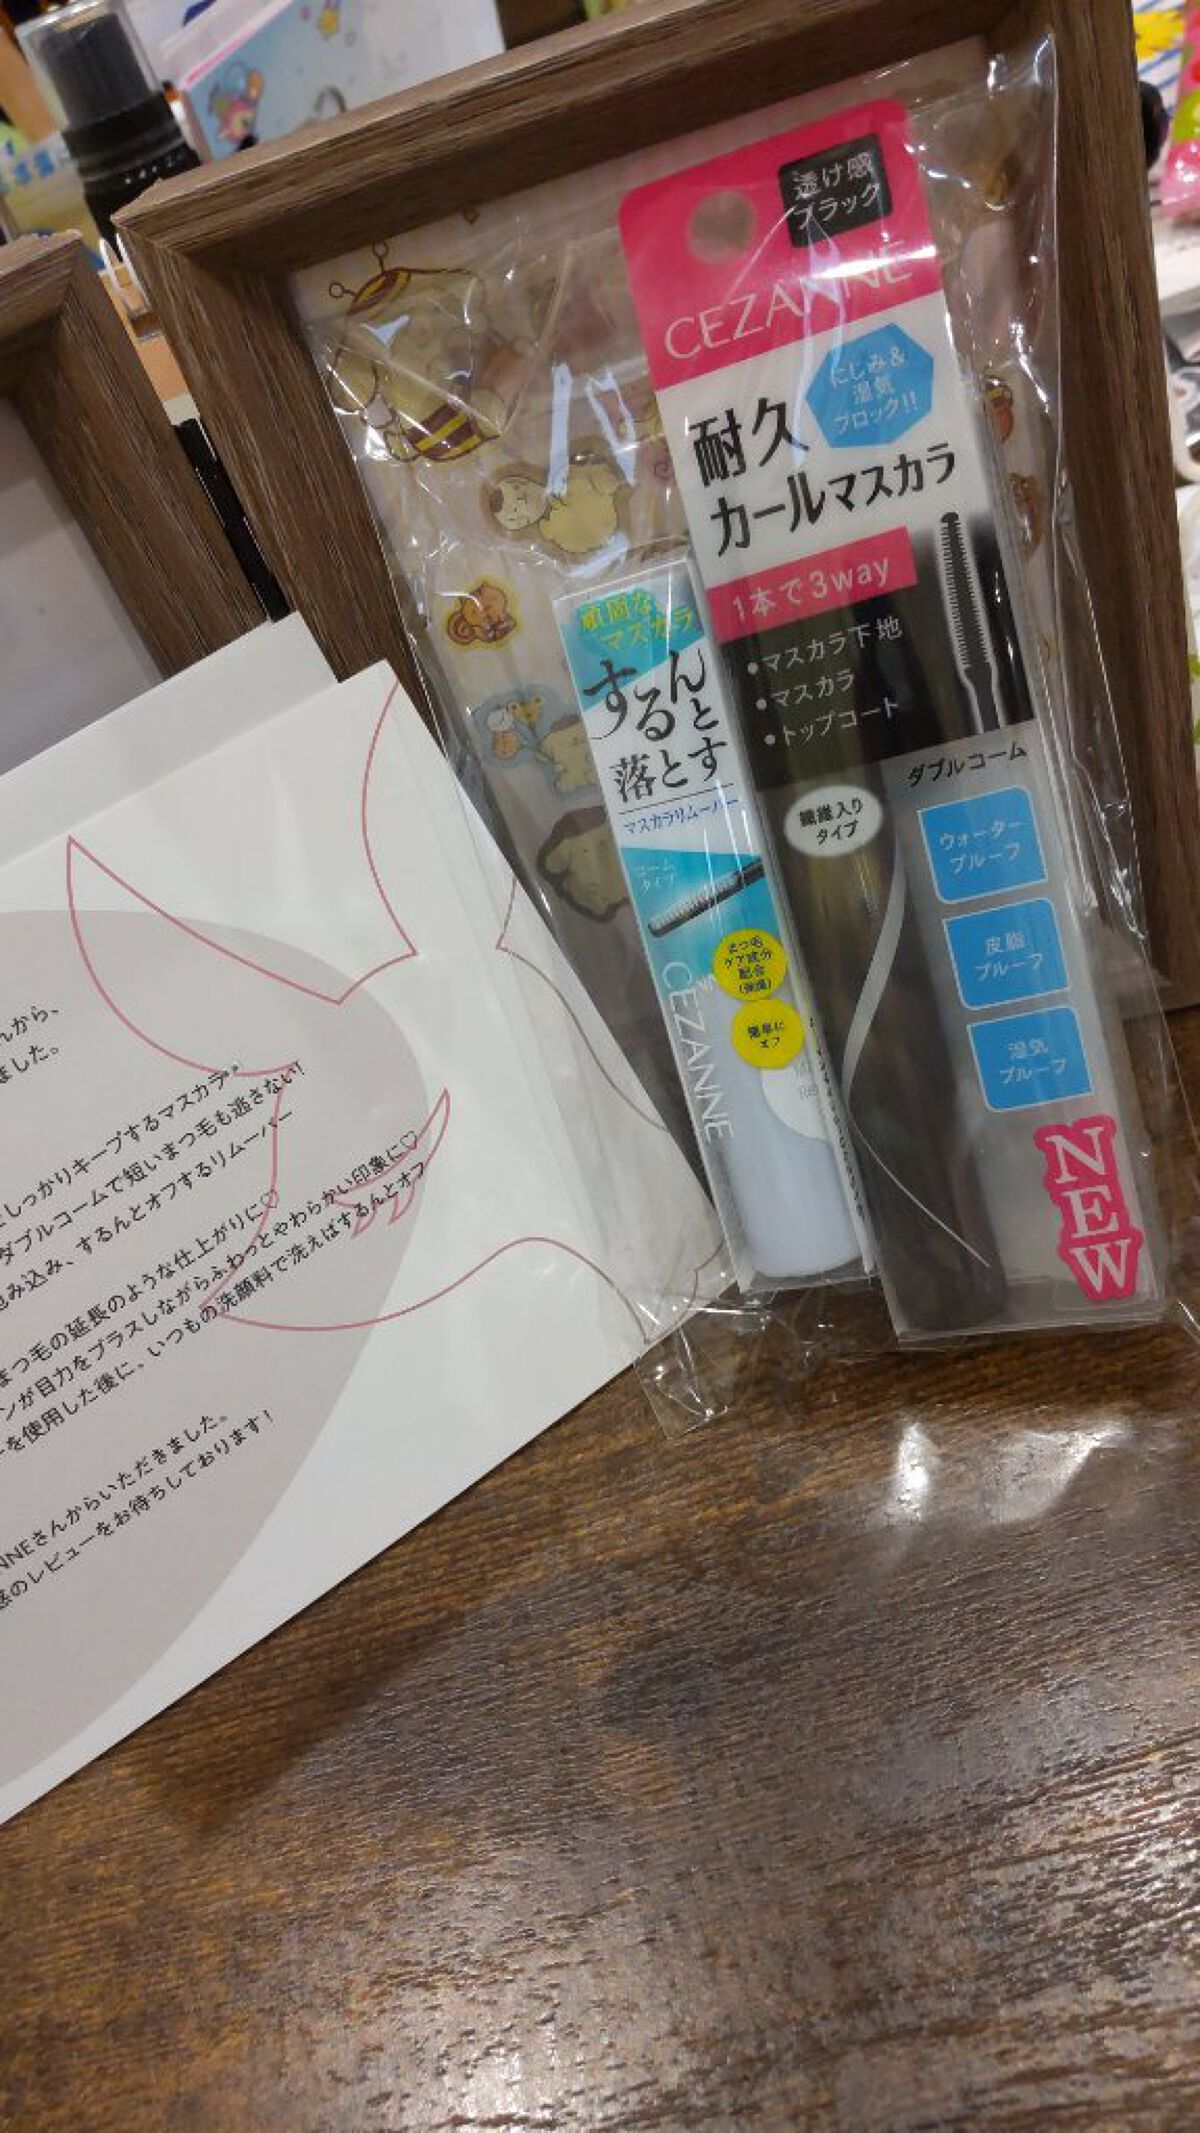 透け感
ブラック
CEZANNE
にじみ&
湿気
ブロック!!
耐久
カールマスカラ
1本で3way
・マスカラ下地
・マスカラ
・トップコート
ダブルコーム
繊維入り
タイプ
ウォーター
プルーフ
皮脂
プルーフ
湿気
プルーフ
NEW
頑固な
マスカラ
するんと
落とす
マスカラリムーバー
コーム
タイプ
まつ毛
ケア成分
配合
(保湿)
簡単に
オフ
CEZANNE
んから、
ました。
しっかりキープするマスカラ
ダブルコームで短いまつ毛も逃さない!
包み込み、するんとオフするリムーバー
まつ毛の延長のような仕上がりに♡
ンが目力をプラスしながらふわっとやわらかい印象に♡
ーを使用した後に、いつもの洗顔料で洗えばするんとオフ
NNEさんからいただきました。
のレビューをお待ちしております!